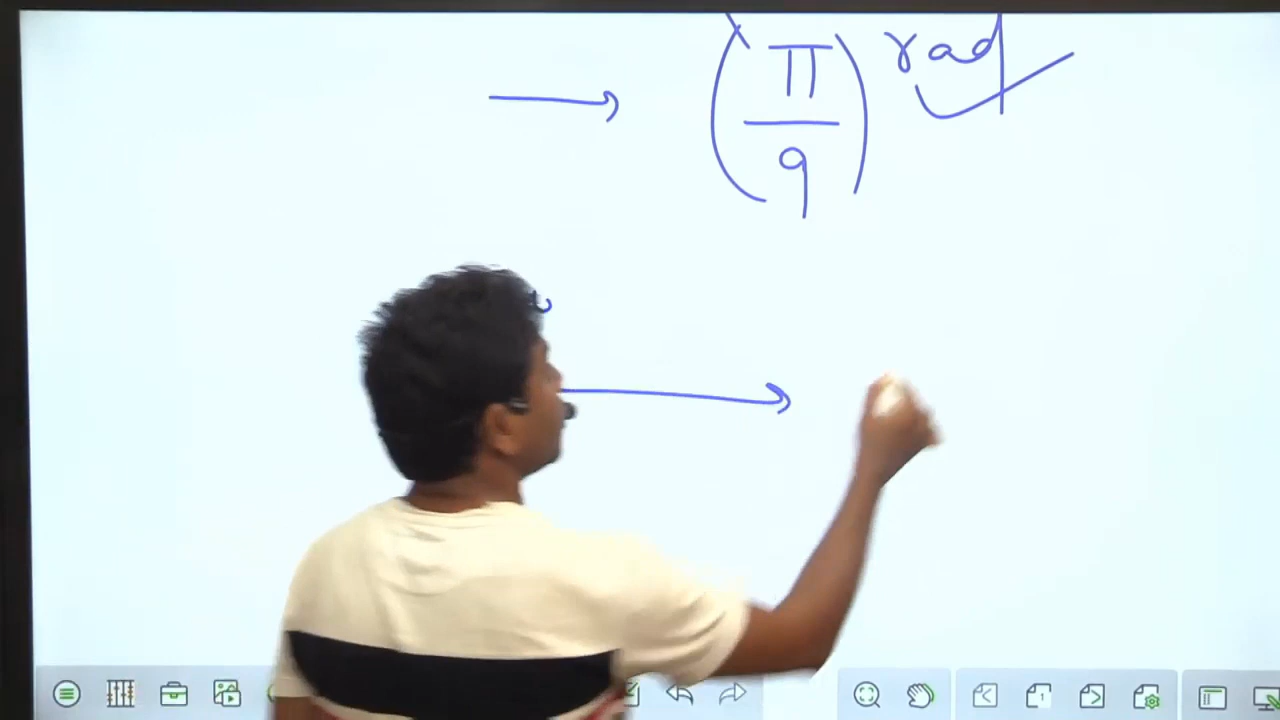 → (π/9) rad
→